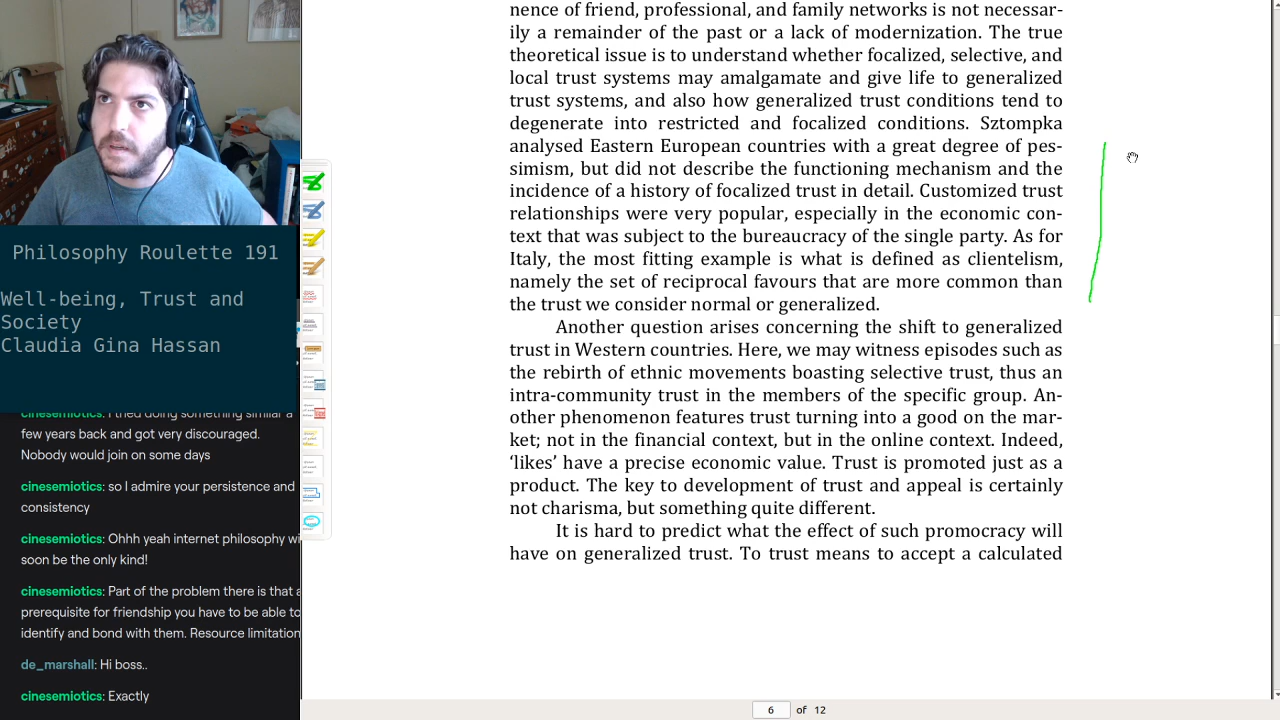 nence of friend, professional, and family networks is not necessar-
ily a remainder of the past or a lack of modernization. The true
theoretical issue is to understand whether focalized, selective, and
local trust systems may amalgamate and give life to generalized
trust systems, and also how generalized trust conditions tend to
degenerate into restricted and focalized conditions. Sztompka
analysed Eastern European countries with a great degree of pes-
simism but did not describe the functioning mechanism and the
incidence of a history of focalized trust in detail. Customized trust
relationships were very popular, especially in the economic con-
text that was subject to the bureaucracy of the single party. As for
Italy, the most fitting example is what is defined as clientelism,
namely the set reciprocal favours that are more common than
the true economic promotion generalized.
Other critical aspects concerning the theory of generalized
trust in Western countries where we can witness episodes such as
the rebirth of ethnic movements boasting selective trust, thus an
intra-community trust in the members of the specific group. An-
other phenomenon features trust that tends to depend on the mar-
ket; not in the financial context, but in the online context. Indeed,
‘likes’ have a precise economic value. Trust is promoted just as a
product. The key to development of trust and appeal is certainly
not charisma, but something quite different.
It is hard to predict what the effect of such promocracy will
have on generalized trust. To trust means to accept a calculated
6 of 12
Philosophy Roulette 191
Well-being, Trust and
Society
Claudia Gina Hassan
cinesemiotics: I tried doing something similar a
few years back and got very discouraged.
Nobody would join on some days
cinesemiotics: so I admire your persistence and
consistency
cinesemiotics: Ohhh yeah internet philosophy w
soon be the only kind!
cinesemiotics: Part of the problem there is that a
prerequisite for friendship you have to be able to
identify and bond with them. Resource limitation
de_marshall: Hi boss..
cinesemiotics: Exactly